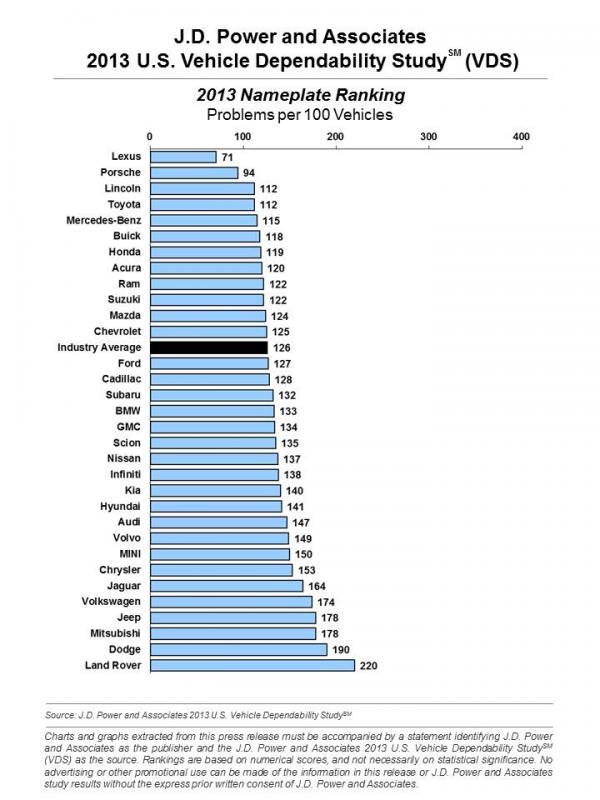 J.D. Power and Associates
2013 U.S. Vehicle Dependability Study℠ (VDS)
2013 Nameplate Ranking
Problems per 100 Vehicles
0 100 200 300 400
Lexus 71
Porsche 94
Lincoln 112
Toyota 112
Mercedes-Benz 115
Buick 118
Honda 119
Acura 120
Ram 122
Suzuki 122
Mazda 124
Chevrolet 125
Industry Average 126
Ford 127
Cadillac 128
Subaru 132
BMW 133
GMC 134
Scion 135
Nissan 137
Infiniti 138
Kia 140
Hyundai 141
Audi 147
Volvo 149
MINI 150
Chrysler 153
Jaguar 164
Volkswagen 174
Jeep 178
Mitsubishi 178
Dodge 190
Land Rover 220
Source: J.D. Power and Associates 2013 U.S. Vehicle Dependability Study℠
Charts and graphs extracted from this press release must be accompanied by a statement identifying J.D. Power
and Associates as the publisher and the J.D. Power and Associates 2013 U.S. Vehicle Dependability Study℠
(VDS) as the source. Rankings are based on numerical scores, and not necessarily on statistical significance. No
advertising or other promotional use can be made of the information in this release or J.D. Power and Associates
study results without the express prior written consent of J.D. Power and Associates.